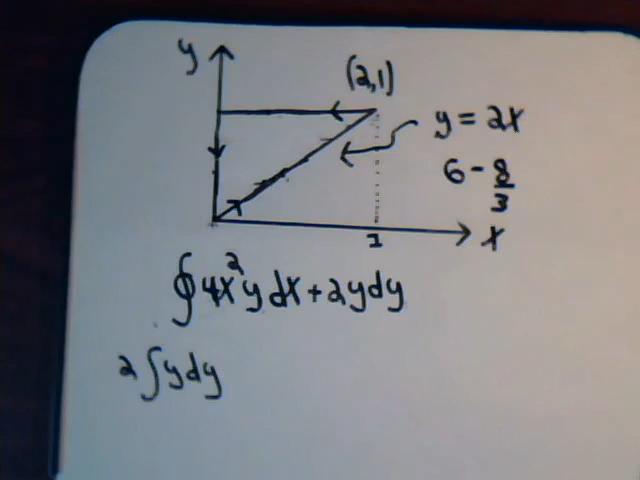 y
(2,1)
y = 2x
6 - 8/3
1
x
∮4x²y dx + 2y dy
2∫y dy